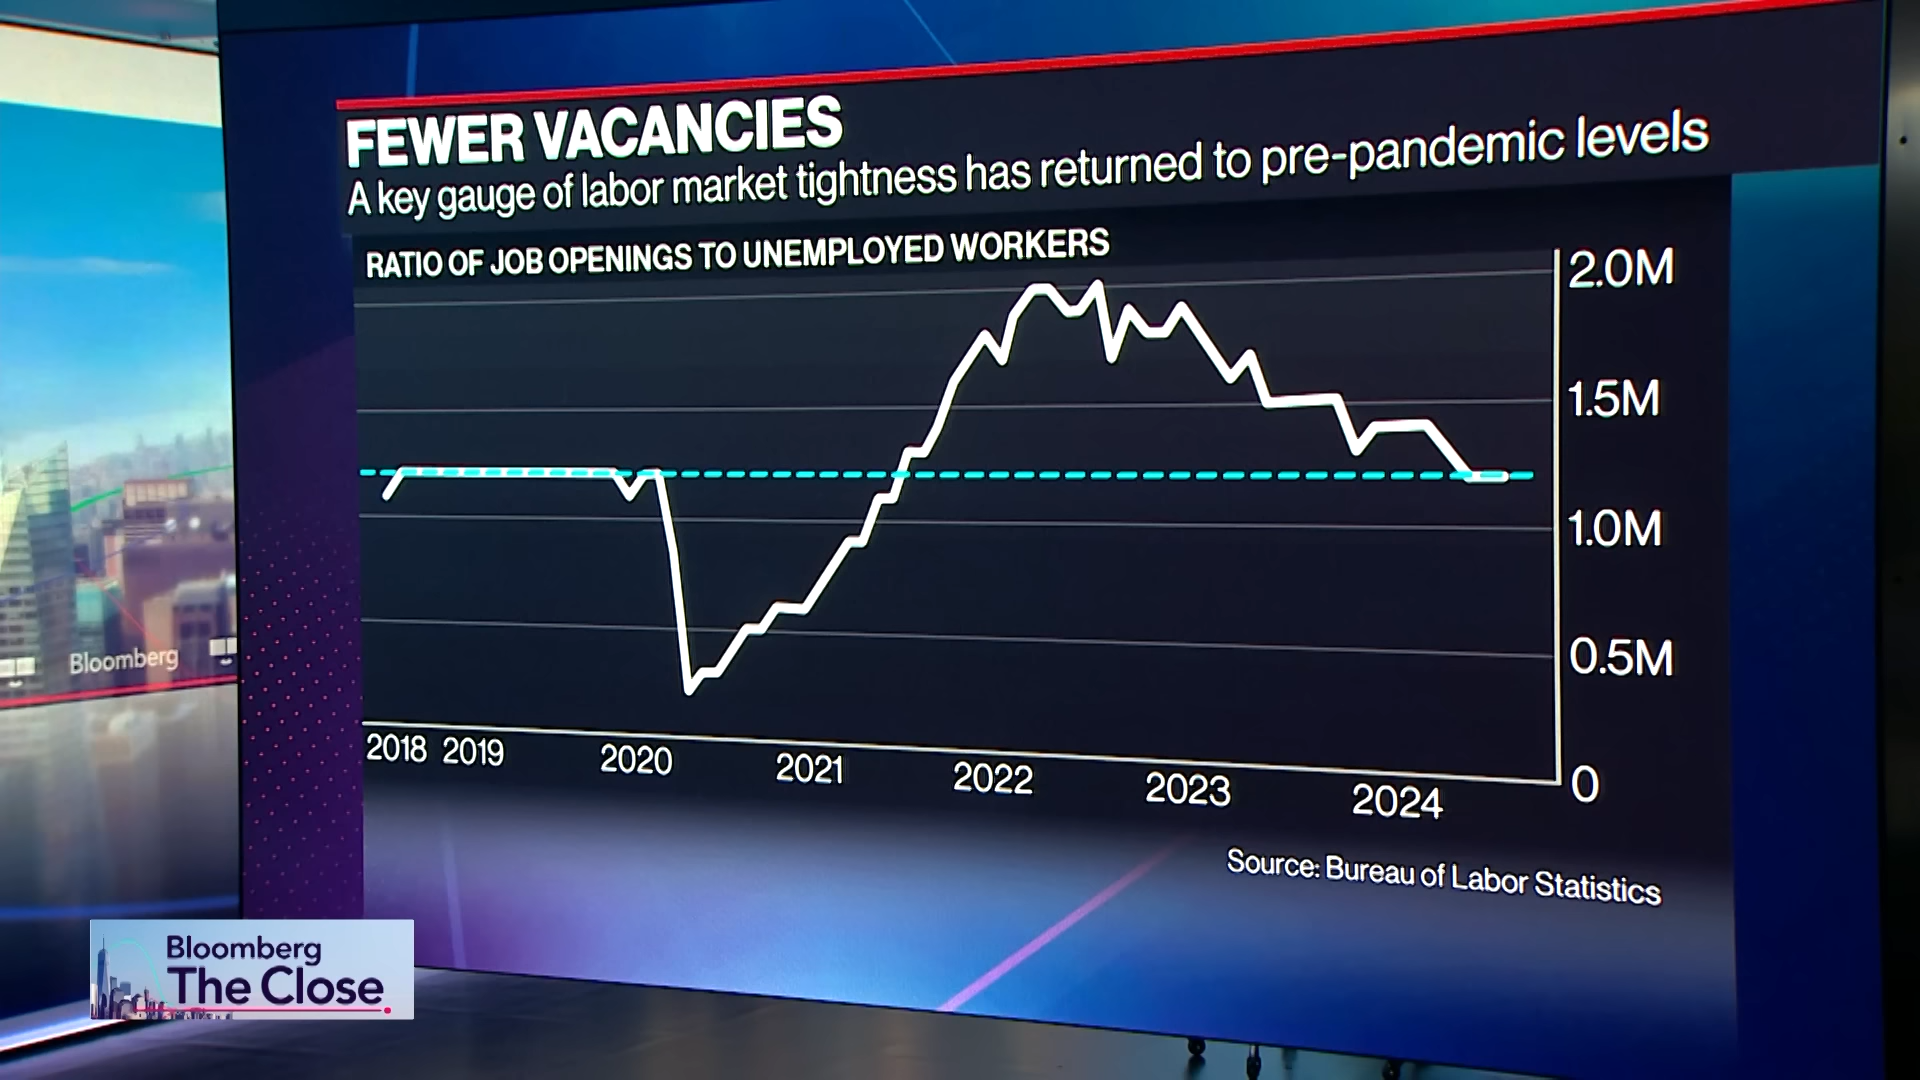 FEWER VACANCIES
A key gauge of labor market tightness has returned to pre-pandemic levels
RATIO OF JOB OPENINGS TO UNEMPLOYED WORKERS
2.0M
1.5M
1.0M
0.5M
0
2018 2019 2020 2021 2022 2023 2024
Source: Bureau of Labor Statistics
Bloomberg
Bloomberg
The Close